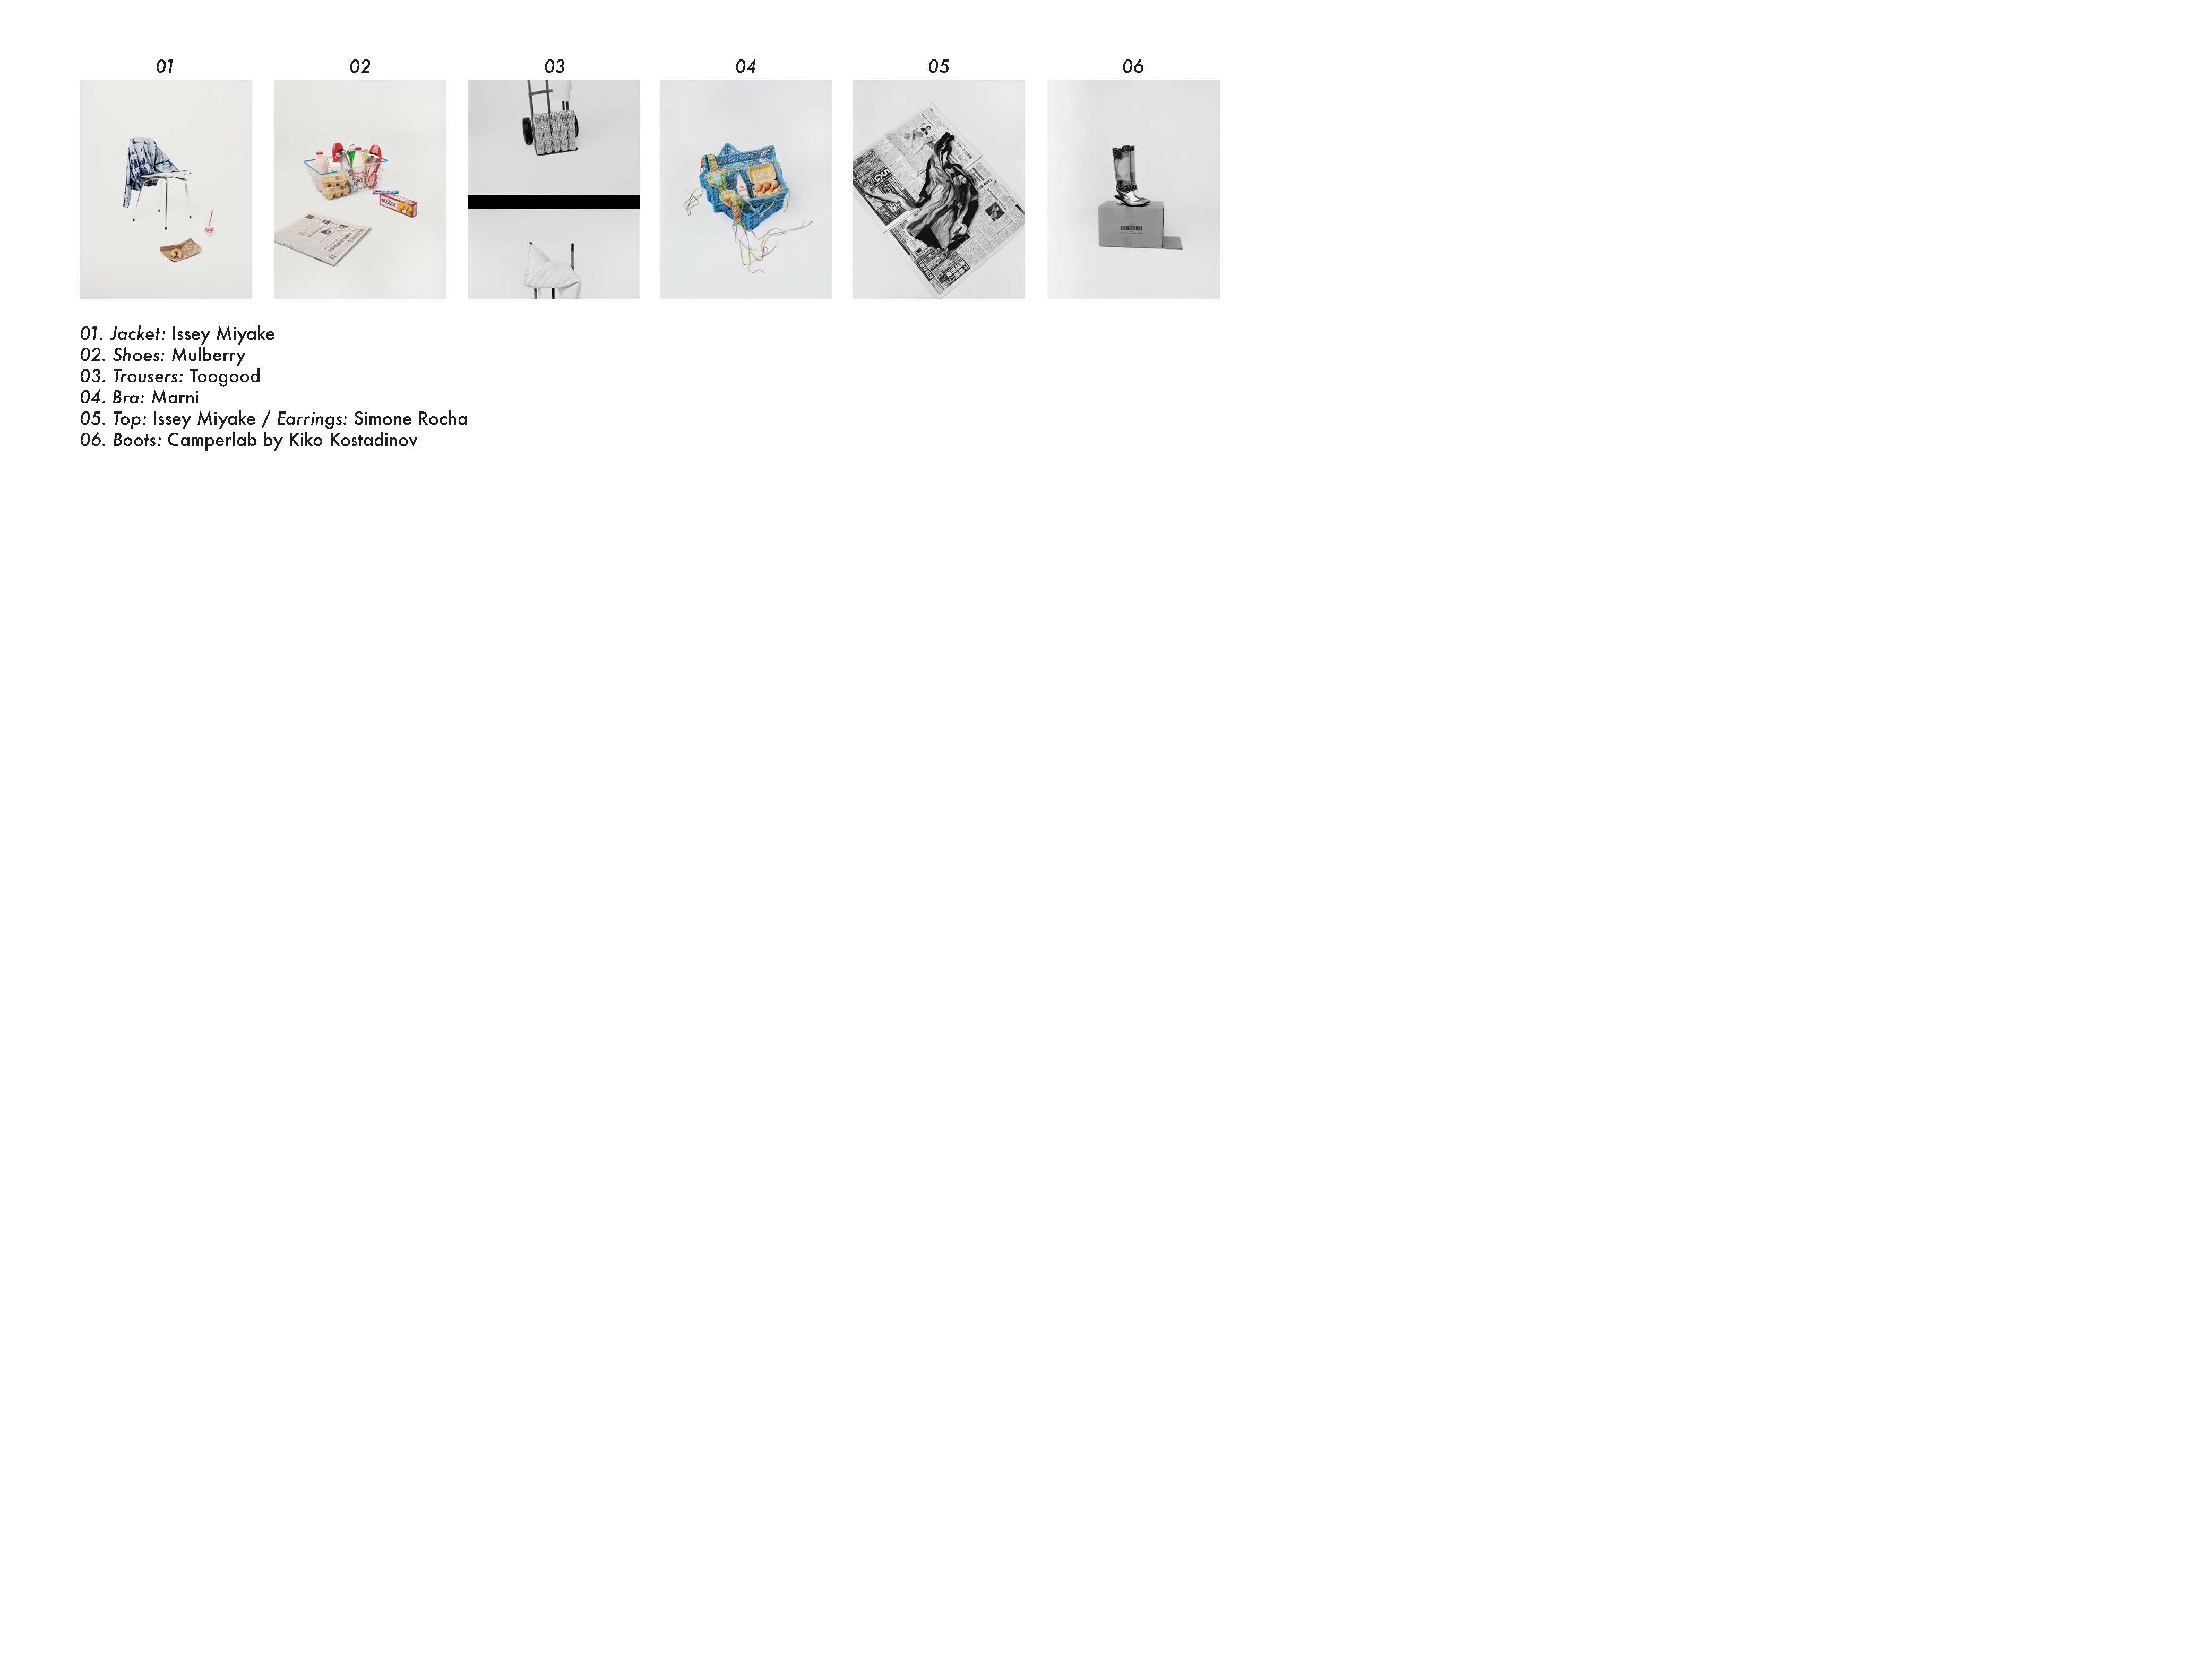 01 02 03 04 05 06
01. Jacket: Issey Miyake
02. Shoes: Mulberry
03. Trousers: Toogood
04. Bra: Marni
05. Top: Issey Miyake / Earrings: Simone Rocha
06. Boots: Camperlab by Kiko Kostadinov